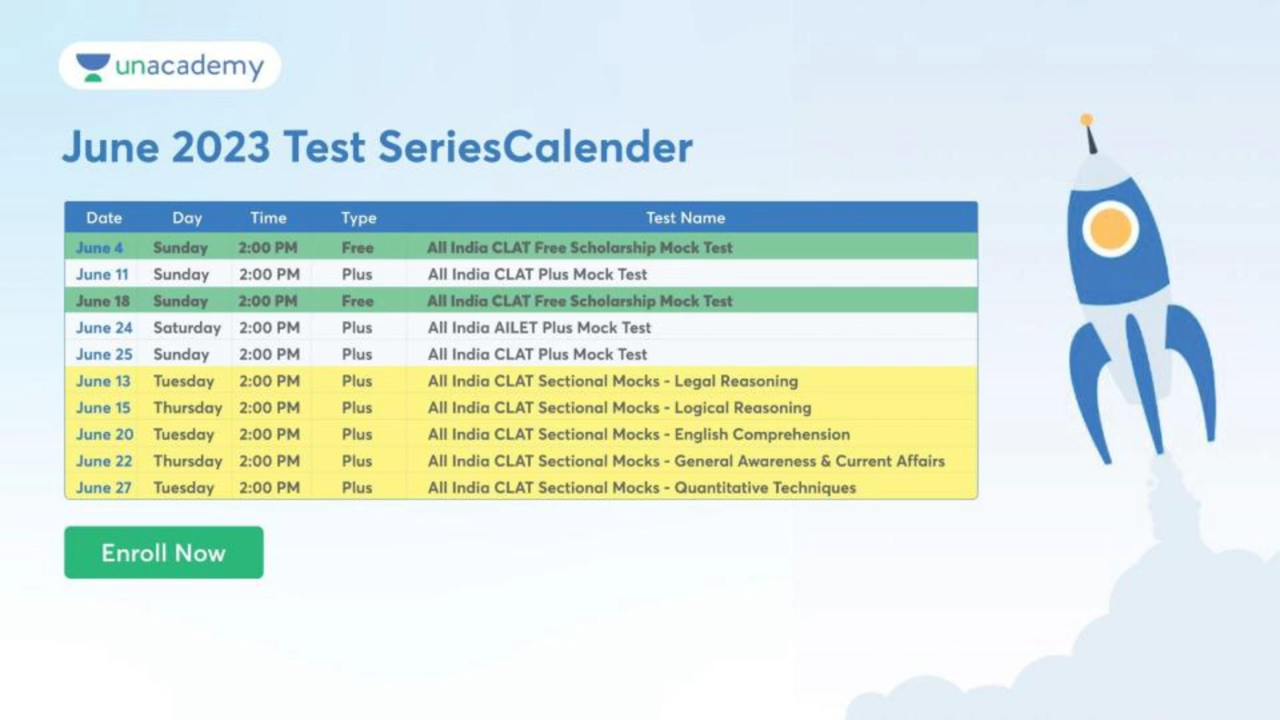 unacademy
June 2023 Test SeriesCalender
Date Day Time Type Test Name
June 4 Sunday 2:00 PM Free All India CLAT Free Scholarship Mock Test
June 11 Sunday 2:00 PM Plus All India CLAT Plus Mock Test
June 18 Sunday 2:00 PM Free All India CLAT Free Scholarship Mock Test
June 24 Saturday 2:00 PM Plus All India AILET Plus Mock Test
June 25 Sunday 2:00 PM Plus All India CLAT Plus Mock Test
June 13 Tuesday 2:00 PM Plus All India CLAT Sectional Mocks - Legal Reasoning
June 15 Thursday 2:00 PM Plus All India CLAT Sectional Mocks - Logical Reasoning
June 20 Tuesday 2:00 PM Plus All India CLAT Sectional Mocks - English Comprehension
June 22 Thursday 2:00 PM Plus All India CLAT Sectional Mocks - General Awareness & Current Affairs
June 27 Tuesday 2:00 PM Plus All India CLAT Sectional Mocks - Quantitative Techniques
Enroll Now